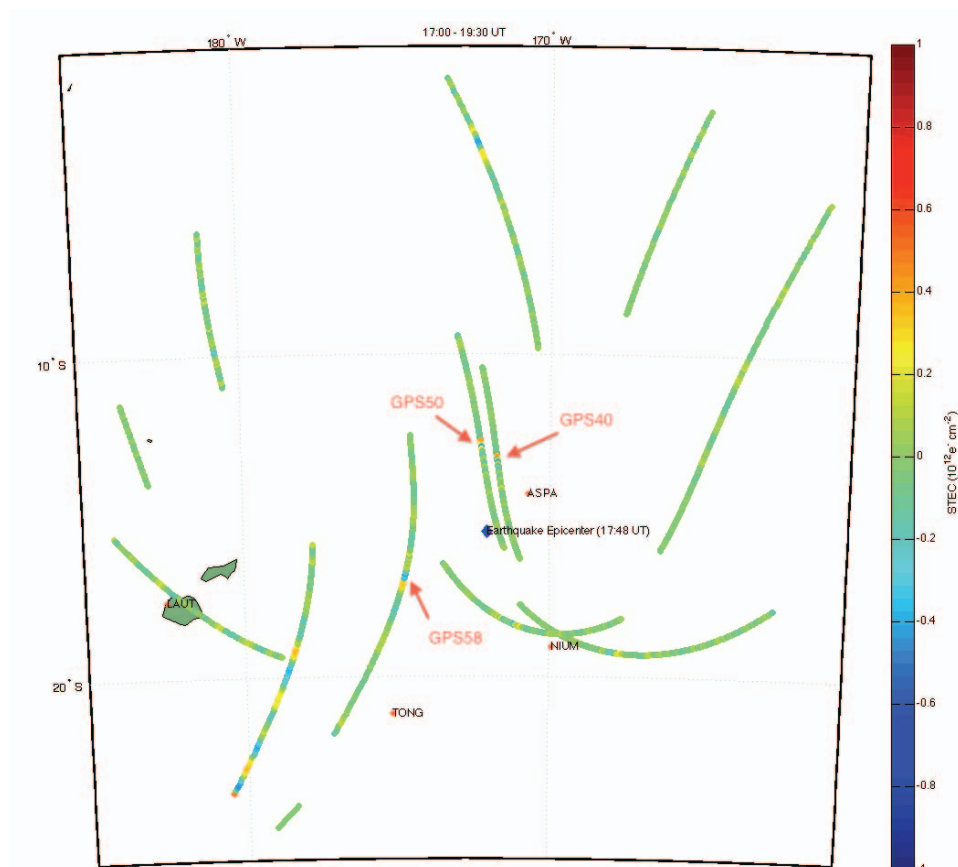 17:00 - 19:30 UT
180° W
170° W
10° S
20° S
GPS50
GPS40
ASPA
Earthquake Epicenter (17:48 UT)
LAUT
GPS58
NIUM
TONG
1
0.8
0.6
0.4
0.2
0
-0.2
-0.4
-0.6
-0.8
STEC (10¹² e⁻ cm⁻²)